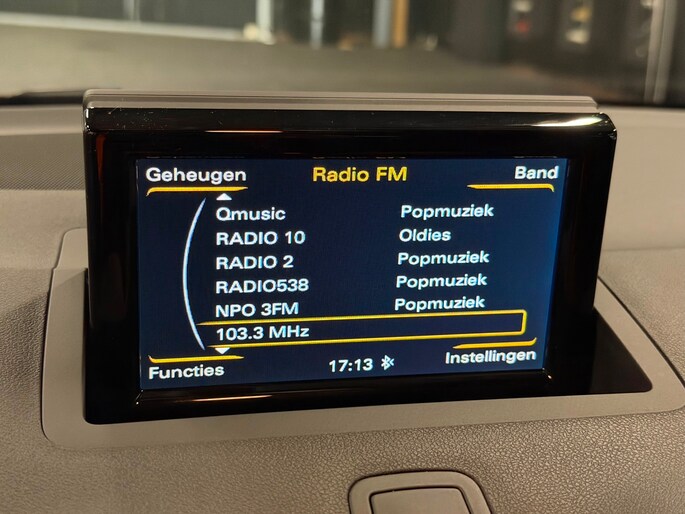 Geheugen Radio FM Band
Qmusic Popmuziek
RADIO 10 Oldies
RADIO 2 Popmuziek
RADIO538 Popmuziek
NPO 3FM Popmuziek
103.3 MHz
Functies 17:13 Instellingen